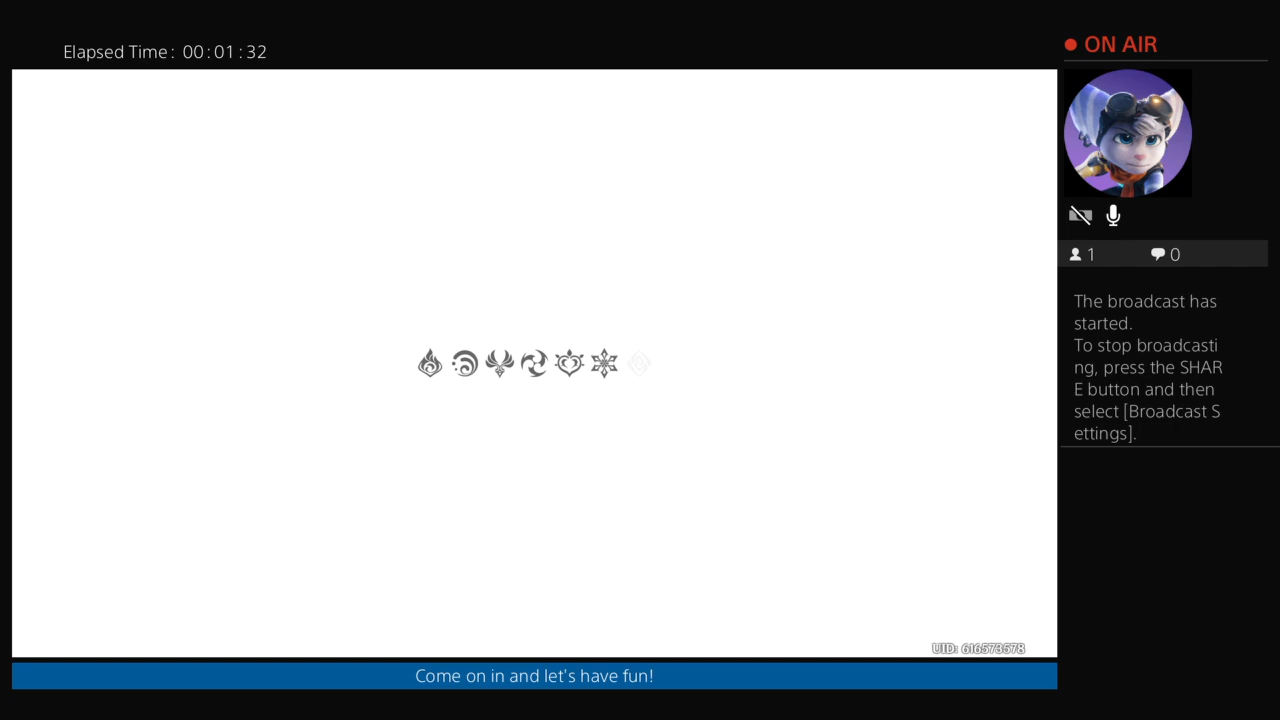 Elapsed Time: 00:01:32
ON AIR
1
0
The broadcast has
started.
To stop broadcasti
ng, press the SHAR
E button and then
select [Broadcast S
ettings].
UID: 616573578
Come on in and let's have fun!